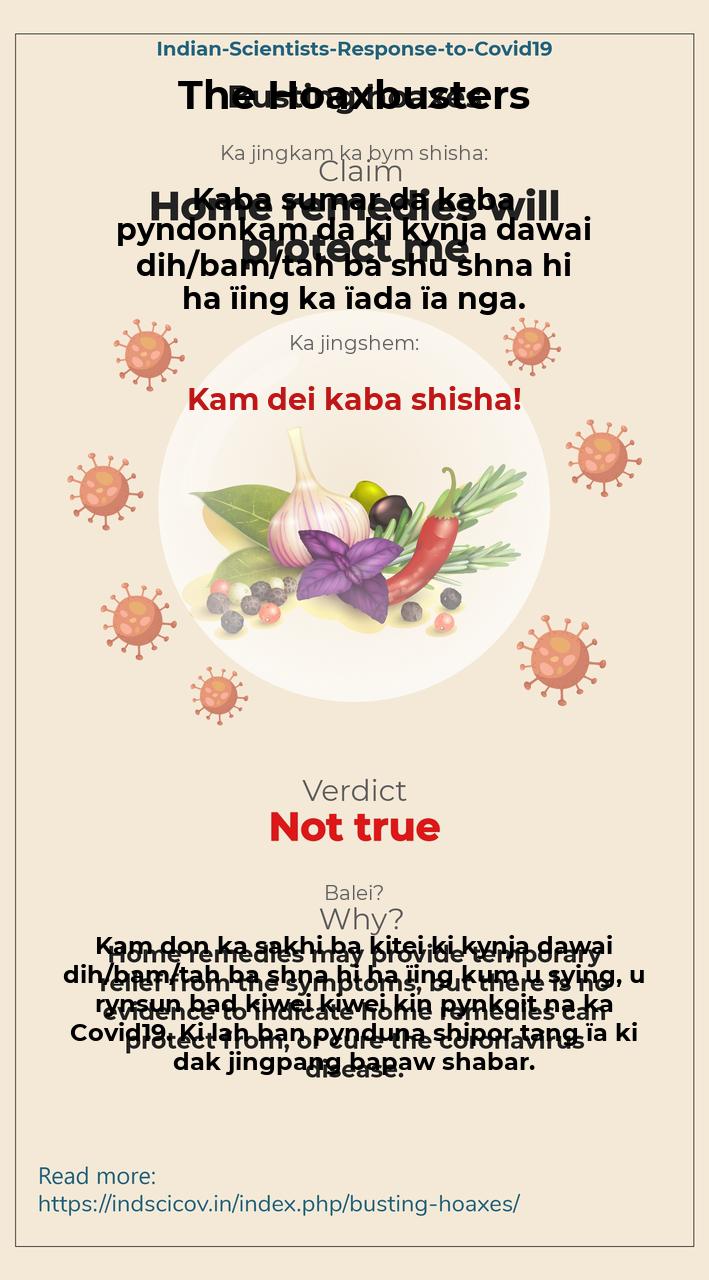 Indian-Scientists-Response-to-Covid19
The Hoaxbusters
Busting hoaxes
Ka jingkam ka bym shisha:
Claim
Kaba sumar da kaba
pyndonkam da ki kynja dawai
dih/bam/tah ba shu shna hi
ha ïing ka ïada ïa nga.
Home remedies will
protect me
Ka jingshem:
Kam dei kaba shisha!
Verdict
Not true
Balei?
Why?
Kam don ka sakhi ba kitei ki kynja dawai
dih/bam/tah ba shna hi ha ïing kum u sying, u
rynsun bad kiwei kiwei kin pynkoit na ka
Covid19. Ki lah ban pynduna shipor tang ïa ki
dak jingpang bapaw shabar.
Home remedies may provide temporary
relief from the symptoms, but there is no
evidence to indicate home remedies can
protect from, or cure the coronavirus
disease.
Read more:
https://indscicov.in/index.php/busting-hoaxes/